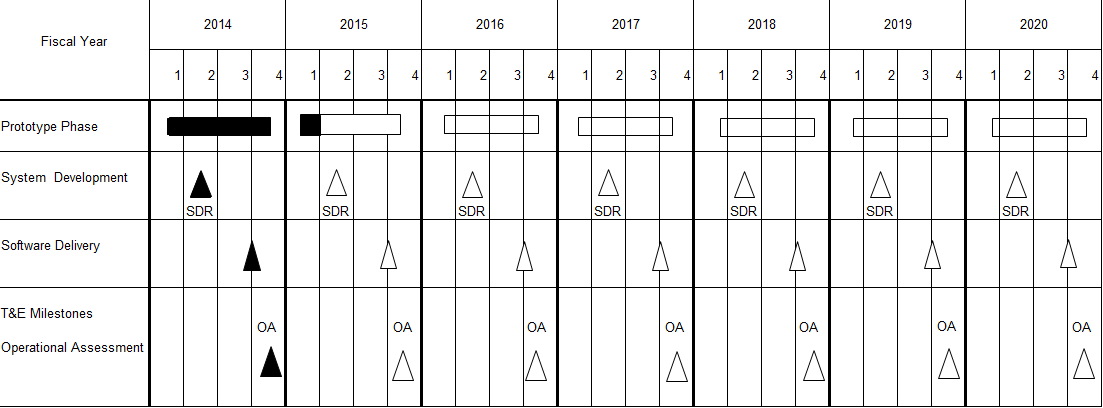 Fiscal Year
2014 2015 2016 2017 2018 2019 2020
1 2 3 4 1 2 3 4 1 2 3 4 1 2 3 4 1 2 3 4 1 2 3 4 1 2 3 4
Prototype Phase
System Development
SDR SDR SDR SDR SDR SDR SDR
Software Delivery
T&E Milestones
OA OA OA OA OA OA OA
Operational Assessment